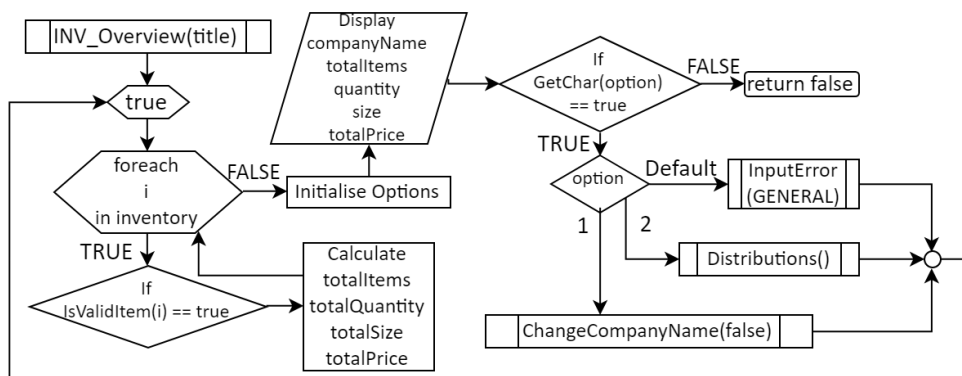 INV_Overview(title)
true
foreach
i
in inventory
FALSE
TRUE
If
IsValidItem(i) == true
Calculate
totalItems
totalQuantity
totalSize
totalPrice
Initialise Options
Display
companyName
totalItems
quantity
size
totalPrice
If
GetChar(option)
== true
FALSE
return false
TRUE
option
Default
InputError
(GENERAL)
1
2
Distributions()
ChangeCompanyName(false)